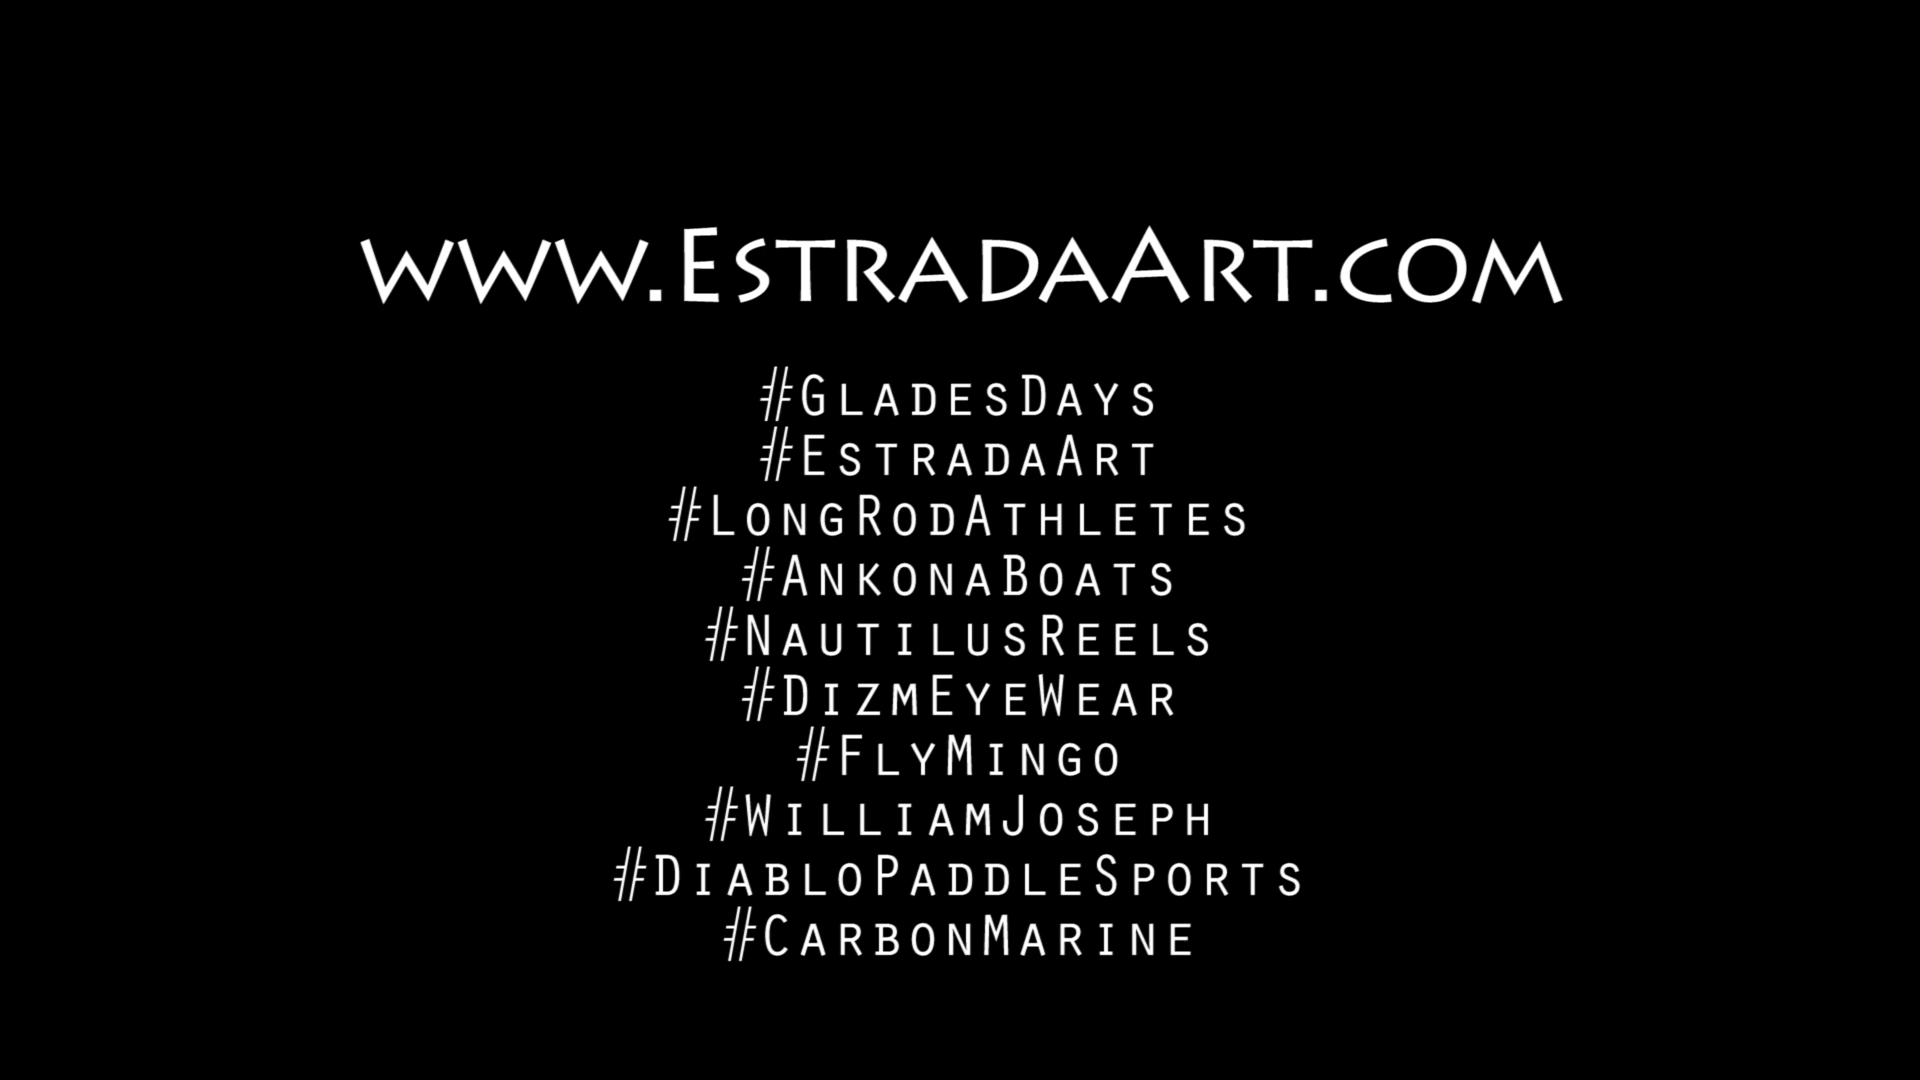 www.EstradaArt.com
#GladesDays
#EstradaArt
#LongRodAthletes
#AnkonaBoats
#NautilusReels
#DizmEyeWear
#FlyMingo
#WilliamJoseph
#DiabloPaddleSports
#CarbonMarine